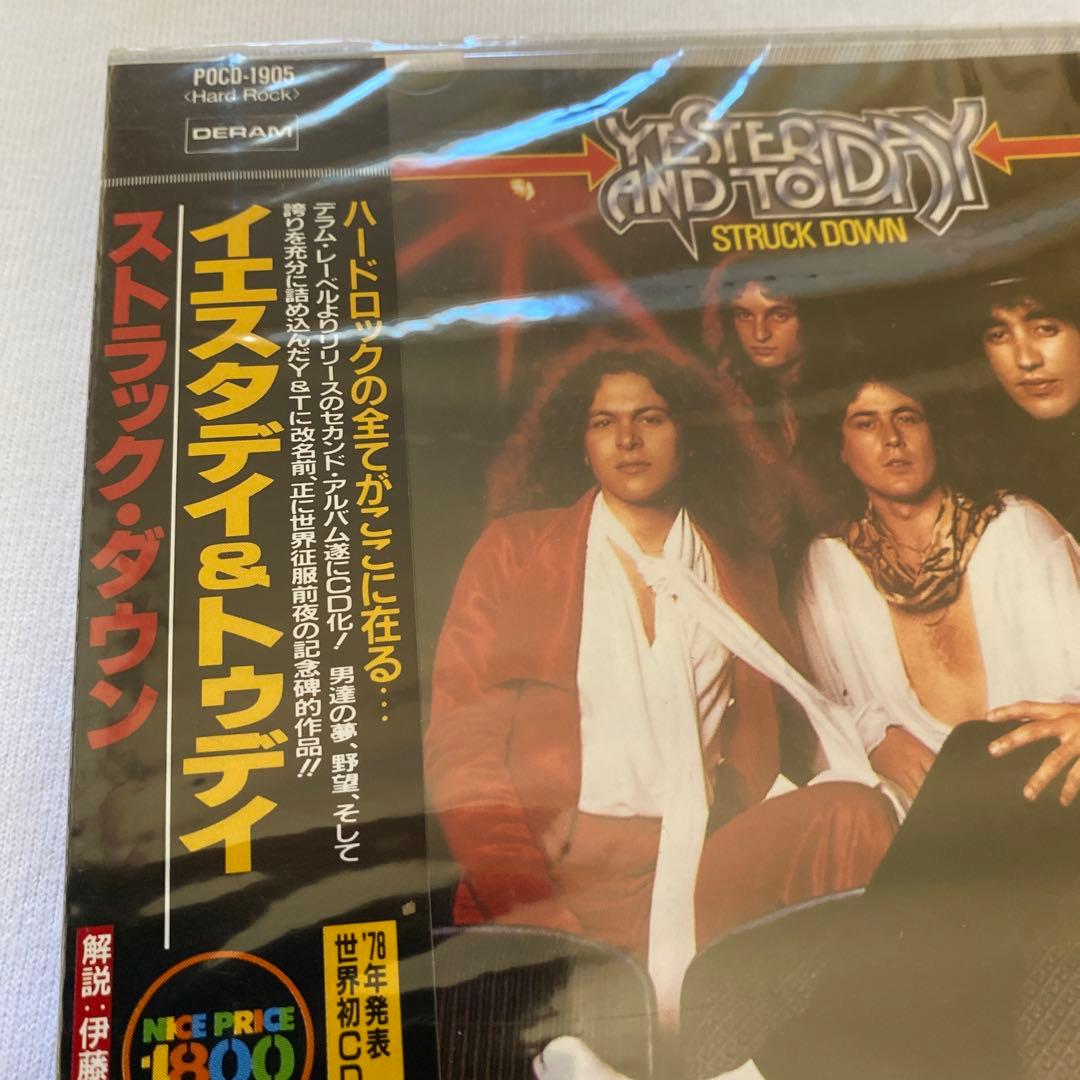 POCD-1905
<Hard Rock>
DERAM
ハードロックの全てがここに在る…
デラム・レーベルよりリリースのセカンド・アルバム遂にCD化! 男達の夢、野望、そして
誇りを充分に詰め込んだY&Tに改名前、正に世界征服前夜の記念碑的作品!!
イエスタデイ&トゥデイ
ストラック・ダウン
'78年発表
世界初CD
NICE PRICE
1800
解説:伊藤
YESTERDAY
AND TODAY
STRUCK DOWN